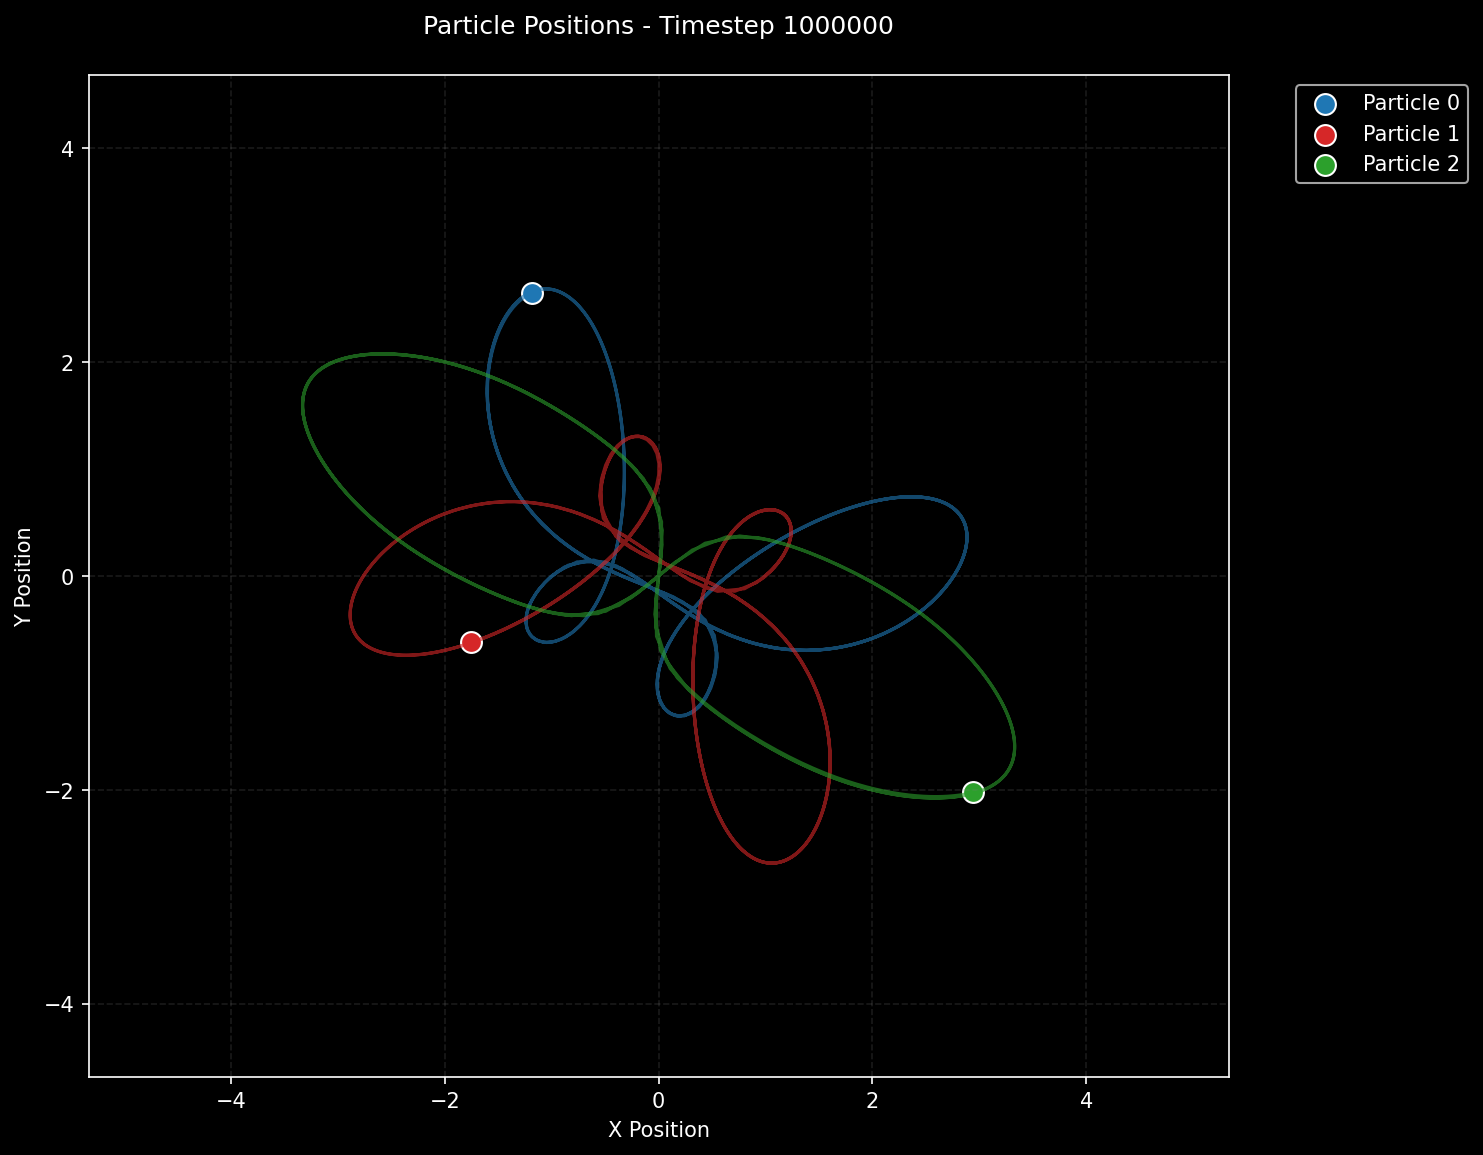 Particle Positions - Timestep 1000000
Particle 0
Particle 1
Particle 2
4
2
0
−2
−4
Y Position
−4
−2
0
2
4
X Position